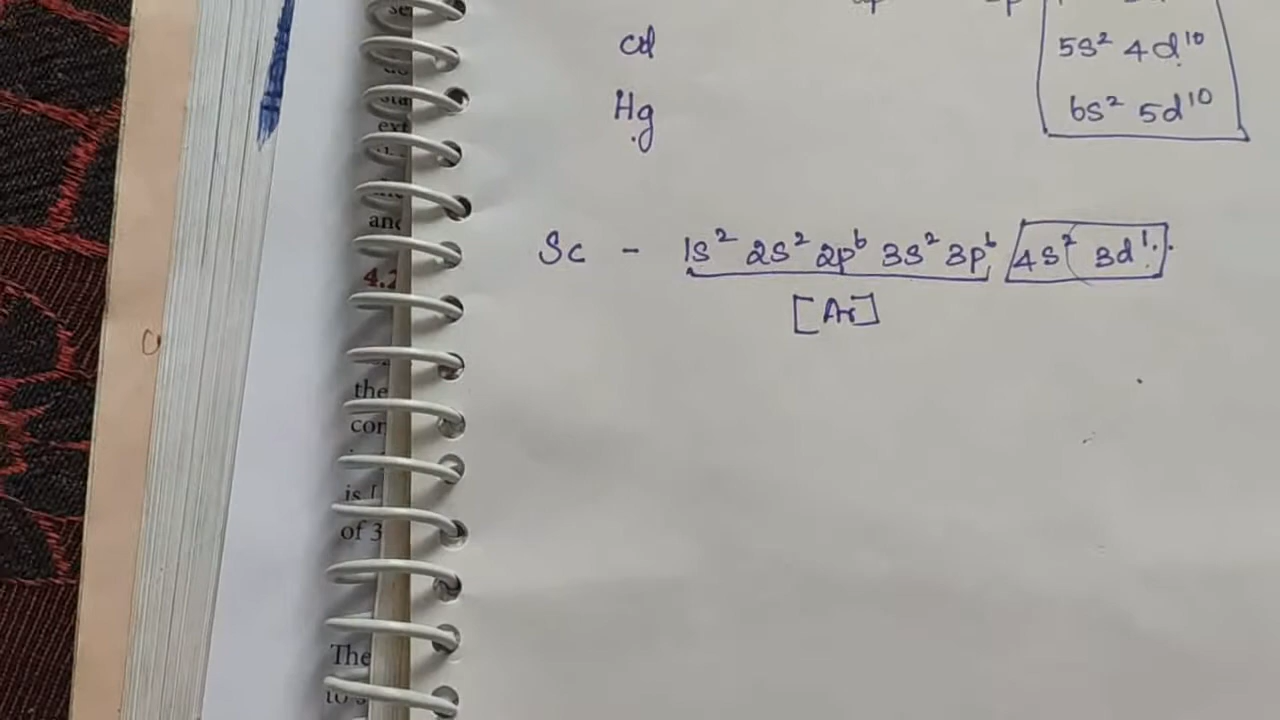 cd 5s² 4d¹⁰
Hg 6s² 5d¹⁰
Sc - 1s² 2s² 2p⁶ 3s² 3p⁶ 4s² 3d¹
[Ar]
and
4.2
the
con
is
of 3
The